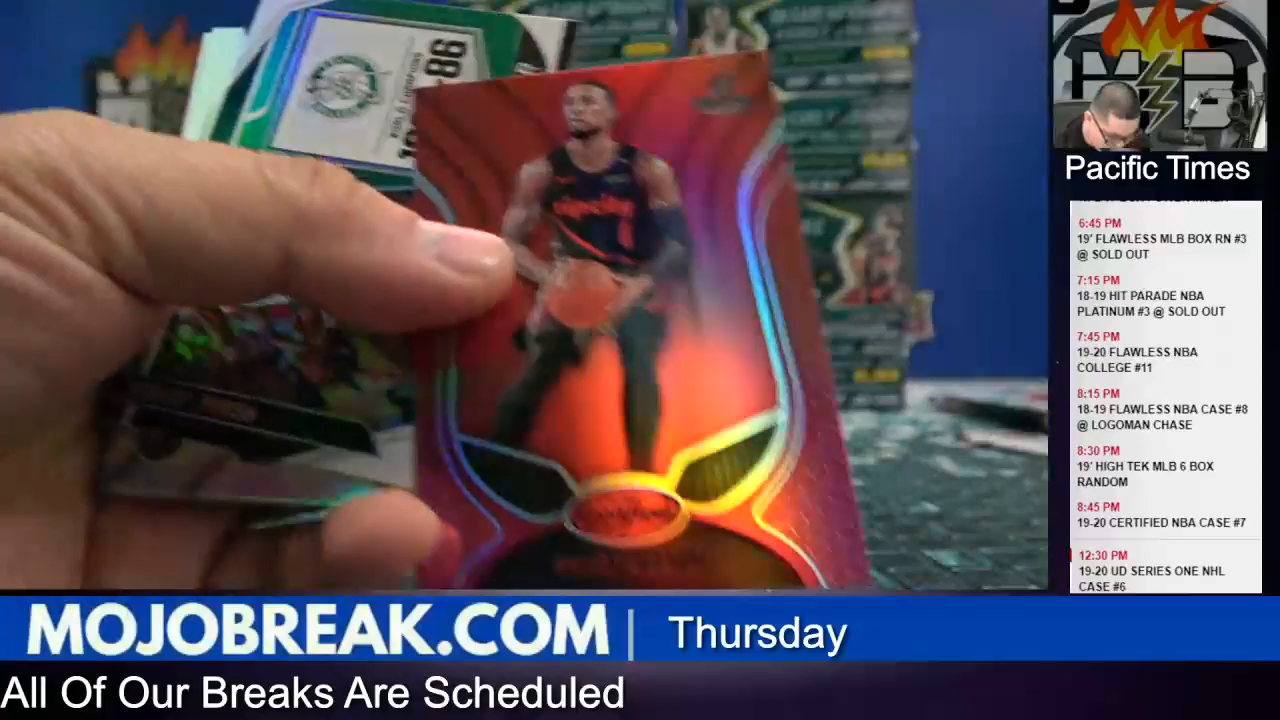 86
Pacific Times
6:45 PM
19' FLAWLESS MLB BOX RN #3
@ SOLD OUT
7:15 PM
18-19 HIT PARADE NBA
PLATINUM #3 @ SOLD OUT
7:45 PM
19-20 FLAWLESS NBA
COLLEGE #11
8:15 PM
18-19 FLAWLESS NBA CASE #8
@ LOGOMAN CHASE
8:30 PM
19' HIGH TEK MLB 6 BOX
RANDOM
8:45 PM
19-20 CERTIFIED NBA CASE #7
12:30 PM
19-20 UD SERIES ONE NHL
CASE #6
MOJOBREAK.COM | Thursday
All Of Our Breaks Are Scheduled